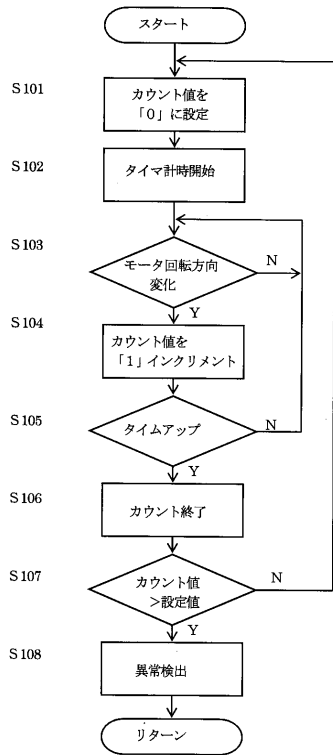 スタート
S101
カウント値を
「0」に設定
S102
タイマ計時開始
S103
モータ回転方向
変化
N
Y
S104
カウント値を
「1」インクリメント
S105
タイムアップ
N
Y
S106
カウント終了
S107
カウント値
>設定値
N
Y
S108
異常検出
リターン